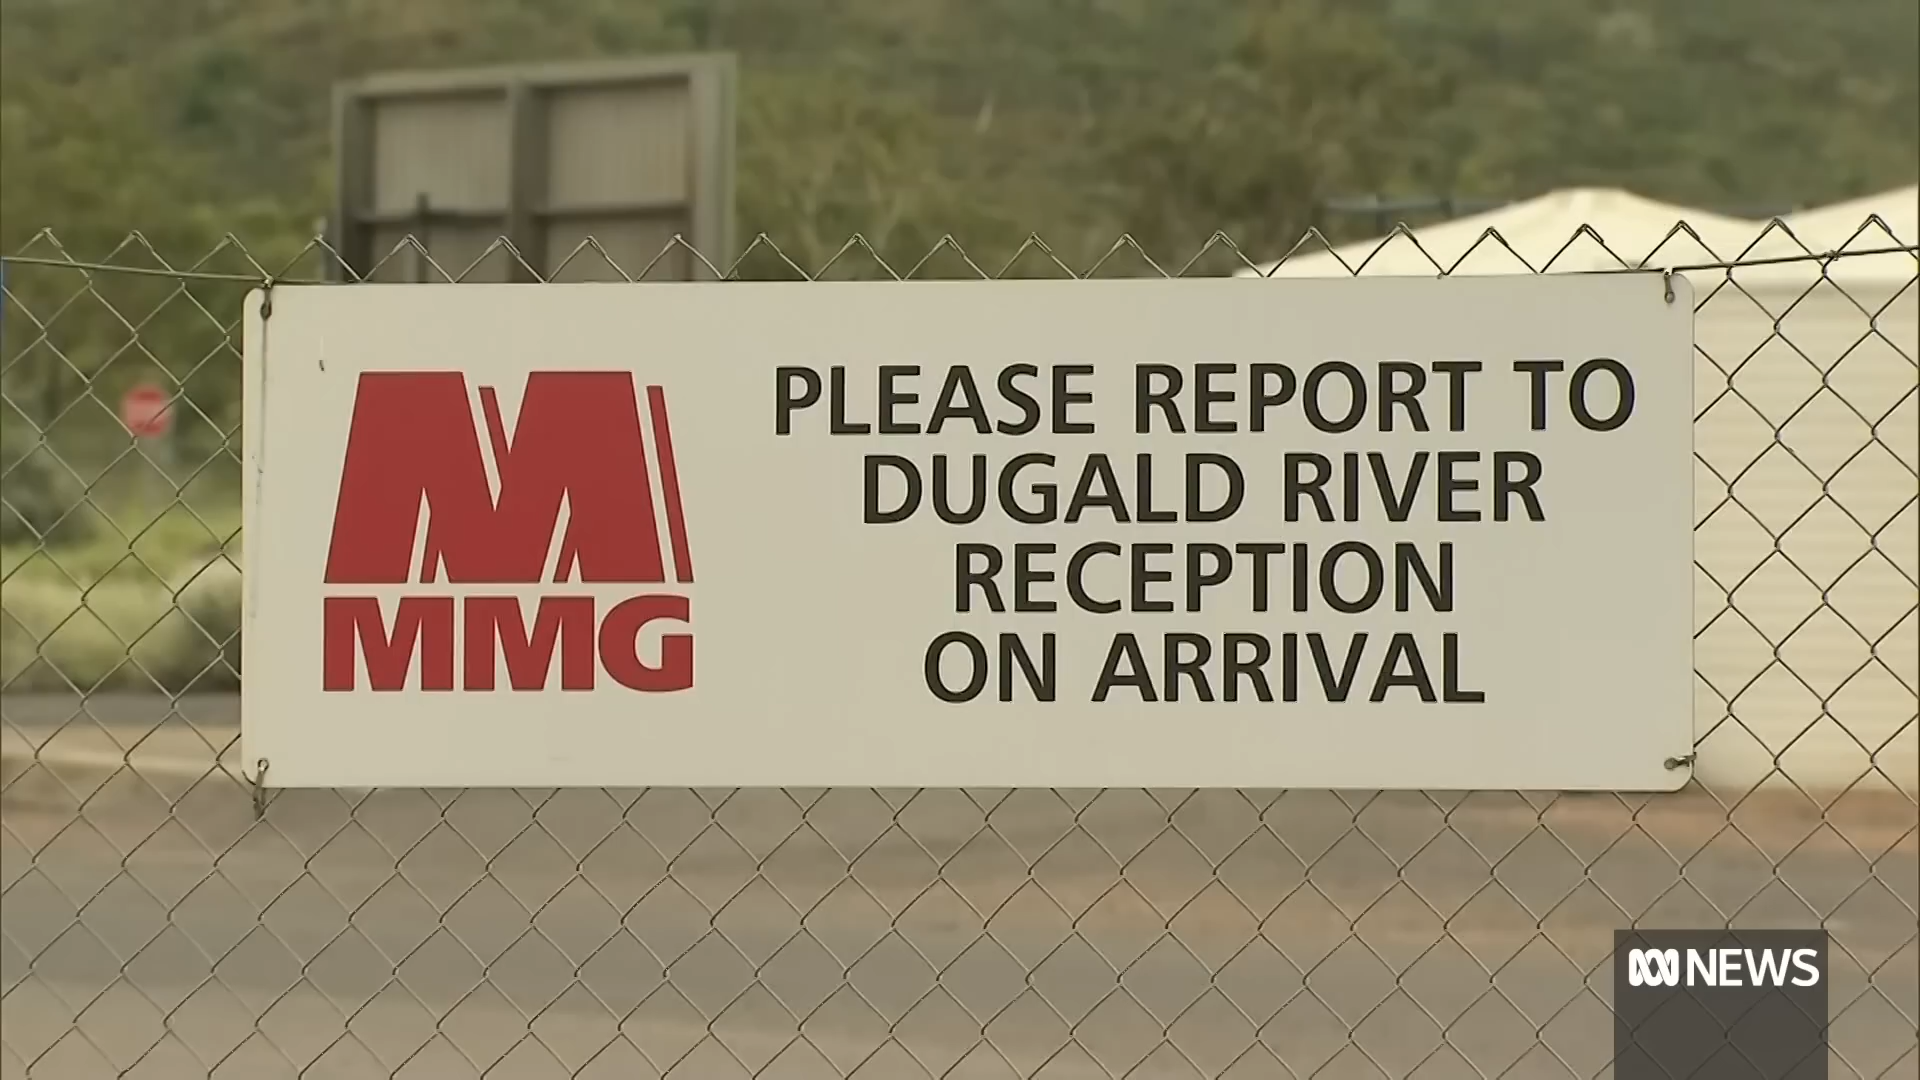 MMG
PLEASE REPORT TO
DUGALD RIVER
RECEPTION
ON ARRIVAL
NEWS